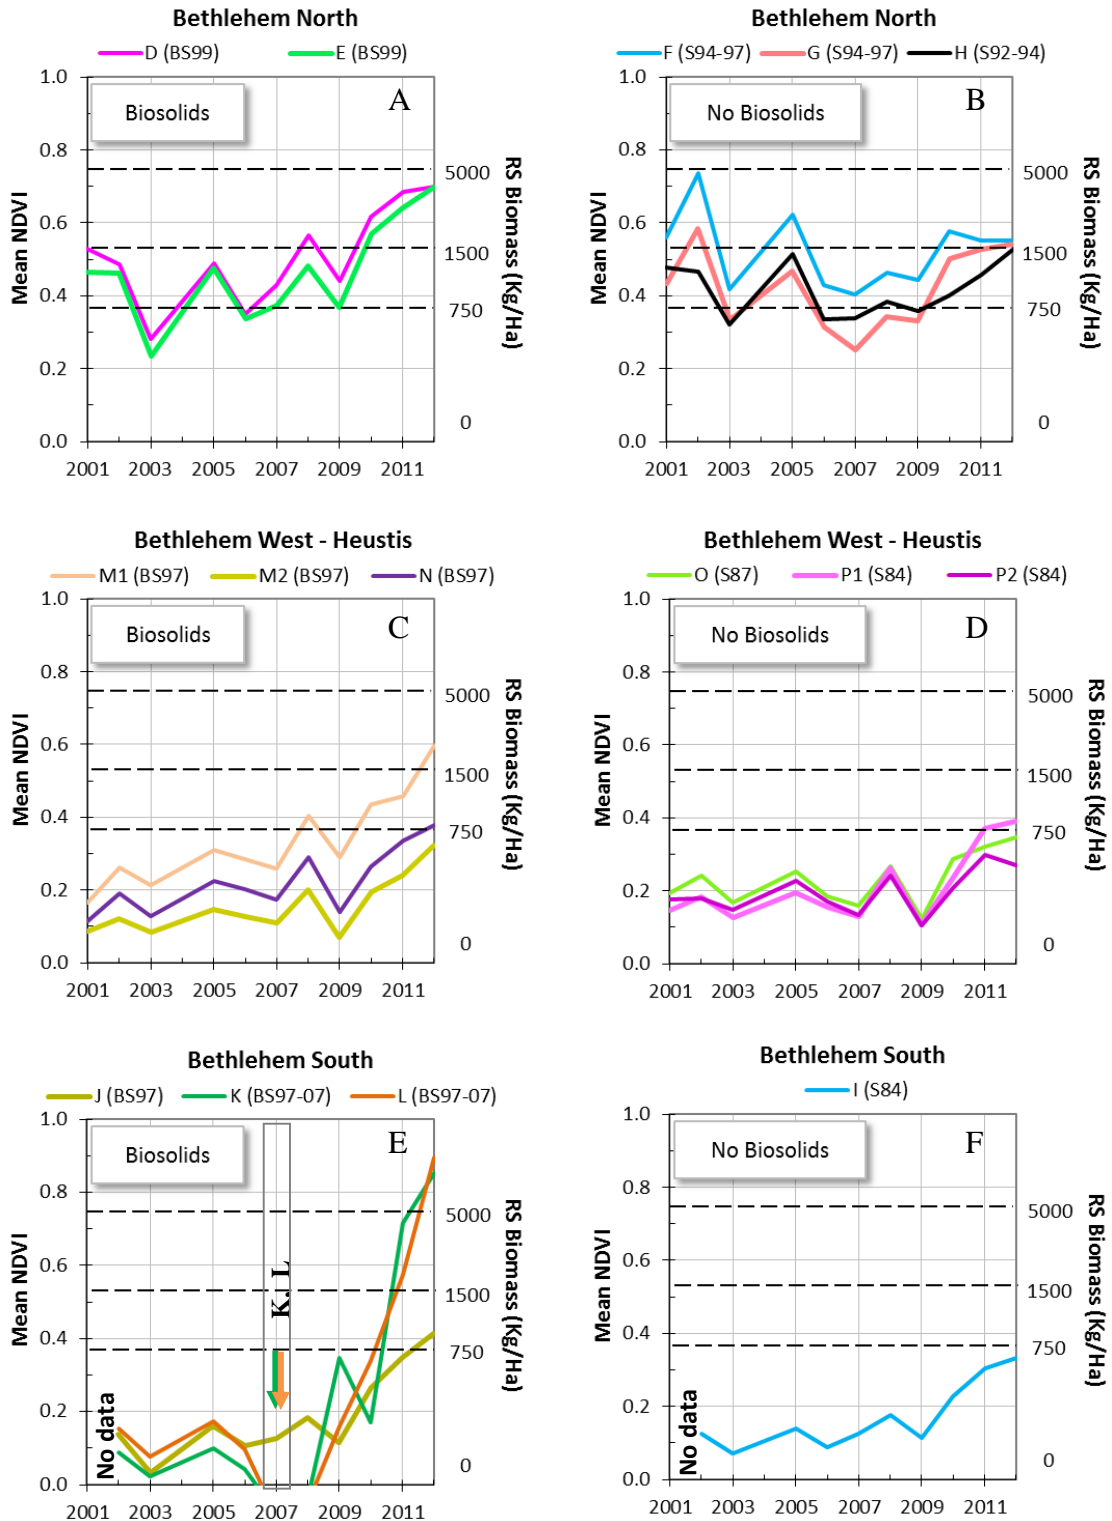 Bethlehem North
D (BS99) E (BS99)
Biosolids
A
1.0
0.8
0.6
0.4
0.2
0.0
Mean NDVI
5000
1500
750
0
RS Biomass (Kg/Ha)
2001 2003 2005 2007 2009 2011
Bethlehem North
F (S94-97) G (S94-97) H (S92-94)
No Biosolids
B
1.0
0.8
0.6
0.4
0.2
0.0
Mean NDVI
5000
1500
750
0
RS Biomass (Kg/Ha)
2001 2003 2005 2007 2009 2011
Bethlehem West - Heustis
M1 (BS97) M2 (BS97) N (BS97)
Biosolids
C
1.0
0.8
0.6
0.4
0.2
0.0
Mean NDVI
5000
1500
750
0
RS Biomass (Kg/Ha)
2001 2003 2005 2007 2009 2011
Bethlehem West - Heustis
O (S87) P1 (S84) P2 (S84)
No Biosolids
D
1.0
0.8
0.6
0.4
0.2
0.0
Mean NDVI
5000
1500
750
0
RS Biomass (Kg/Ha)
2001 2003 2005 2007 2009 2011
Bethlehem South
J (BS97) K (BS97-07) L (BS97-07)
Biosolids
E
1.0
0.8
0.6
0.4
0.2
0.0
Mean NDVI
No data
K. L
5000
1500
750
0
RS Biomass (Kg/Ha)
2001 2003 2005 2007 2009 2011
Bethlehem South
I (S84)
No Biosolids
F
1.0
0.8
0.6
0.4
0.2
0.0
Mean NDVI
No data
5000
1500
750
0
RS Biomass (Kg/Ha)
2001 2003 2005 2007 2009 2011